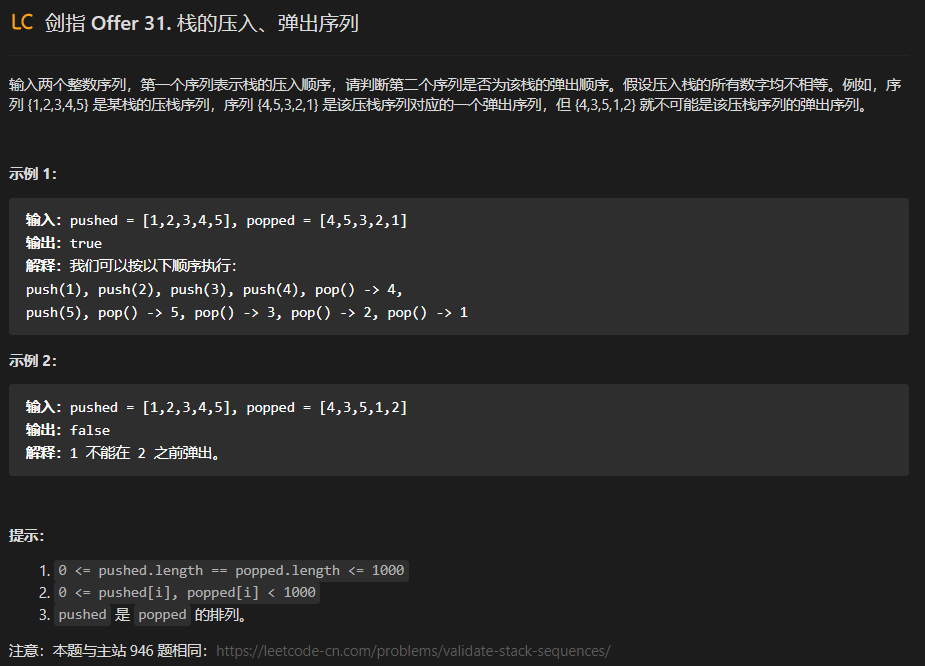 LC 剑指 Offer 31. 栈的压入、弹出序列
输入两个整数序列，第一个序列表示栈的压入顺序，请判断第二个序列是否为该栈的弹出顺序。假设压入栈的所有数字均不相等。例如，序
列 {1,2,3,4,5} 是某栈的压栈序列，序列 {4,5,3,2,1} 是该压栈序列对应的一个弹出序列，但 {4,3,5,1,2} 就不可能是该压栈序列的弹出序列。
示例 1：
输入：pushed = [1,2,3,4,5], popped = [4,5,3,2,1]
输出：true
解释：我们可以按以下顺序执行：
push(1), push(2), push(3), push(4), pop() -> 4,
push(5), pop() -> 5, pop() -> 3, pop() -> 2, pop() -> 1
示例 2：
输入：pushed = [1,2,3,4,5], popped = [4,3,5,1,2]
输出：false
解释：1 不能在 2 之前弹出。
提示：
1. 0 <= pushed.length == popped.length <= 1000
2. 0 <= pushed[i], popped[i] < 1000
3. pushed 是 popped 的排列。
注意：本题与主站 946 题相同：https://leetcode-cn.com/problems/validate-stack-sequences/